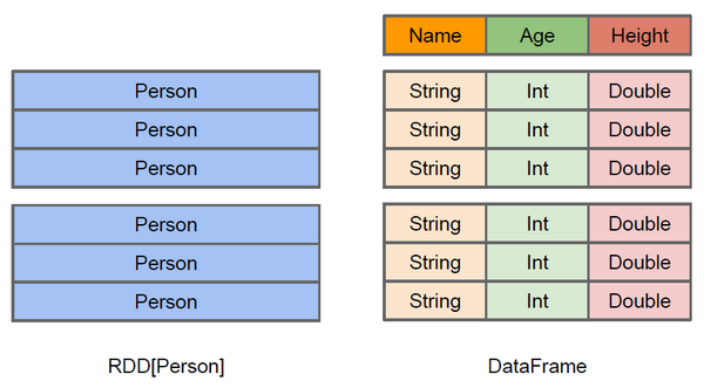 Name Age Height
Person String Int Double
Person String Int Double
Person String Int Double
Person String Int Double
Person String Int Double
Person String Int Double
RDD[Person] DataFrame